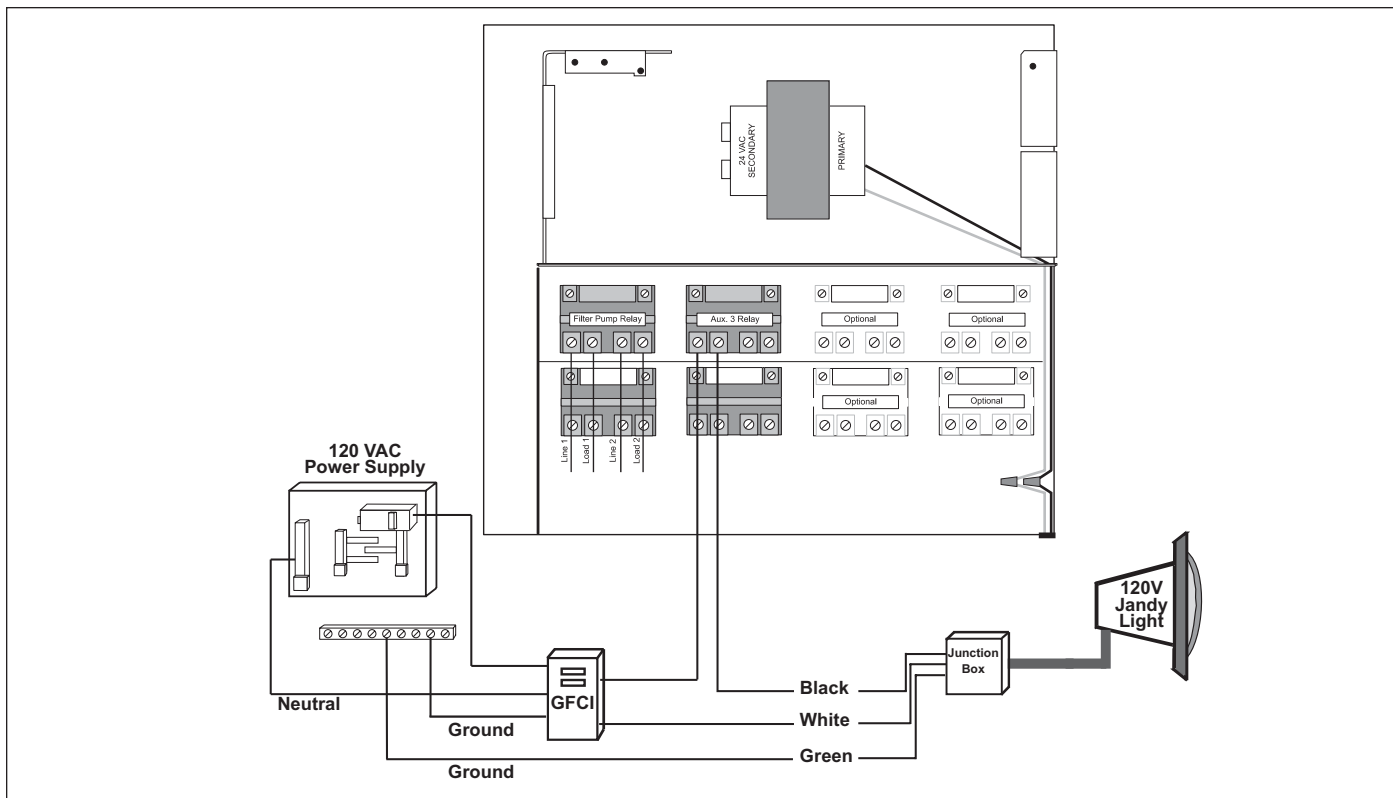 24 VAC
SECONDARY
PRIMARY
Filter Pump Relay
Aux. 3 Relay
Optional
Optional
Optional
Optional
Line 1
Load 1
Line 2
Load 2
120 VAC
Power Supply
120V
Jandy
Light
Junction
Box
GFCI
Neutral
Black
White
Ground
Green
Ground